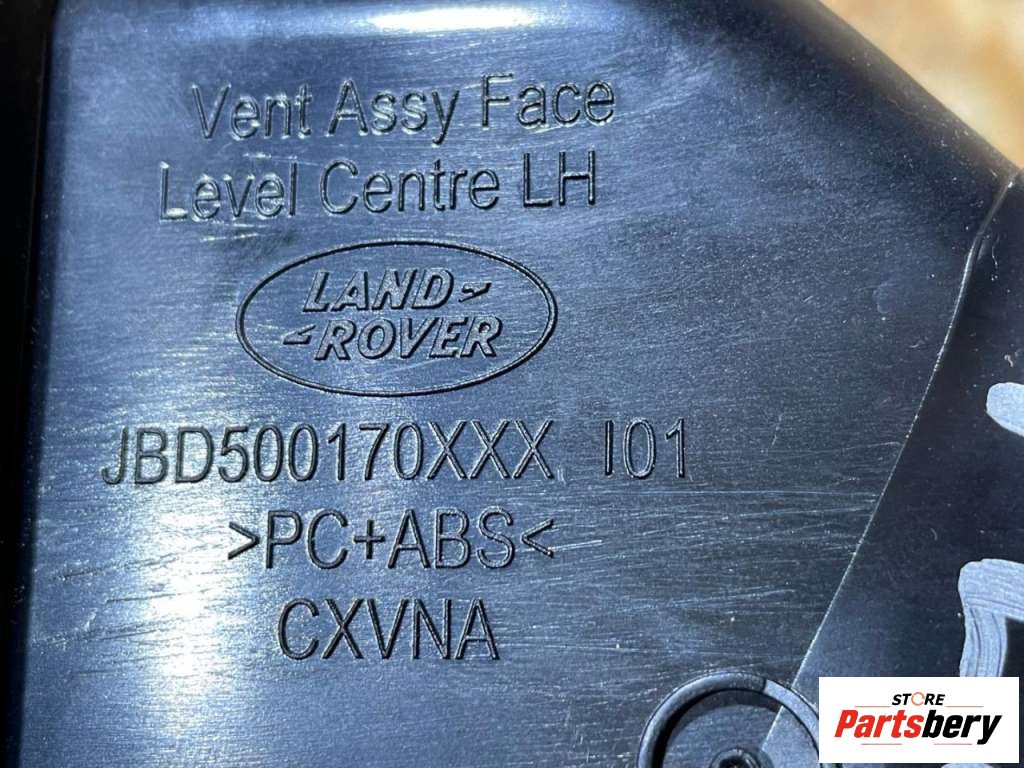 Vent Assy Face
Level Centre LH
LAND
ROVER
JBD500170XXX I01
>PC+ABS<
CXVNA
STORE
Partsbery